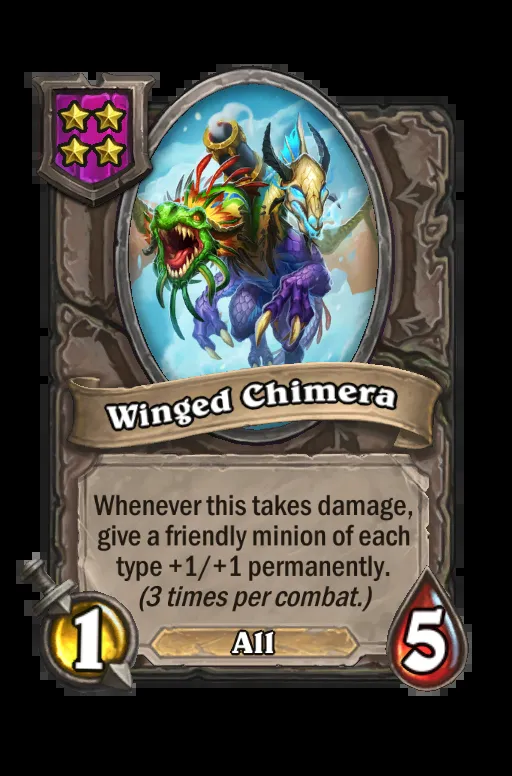 Winged Chimera
Whenever this takes damage,
give a friendly minion of each
type +1/+1 permanently.
(3 times per combat.)
1
All
5